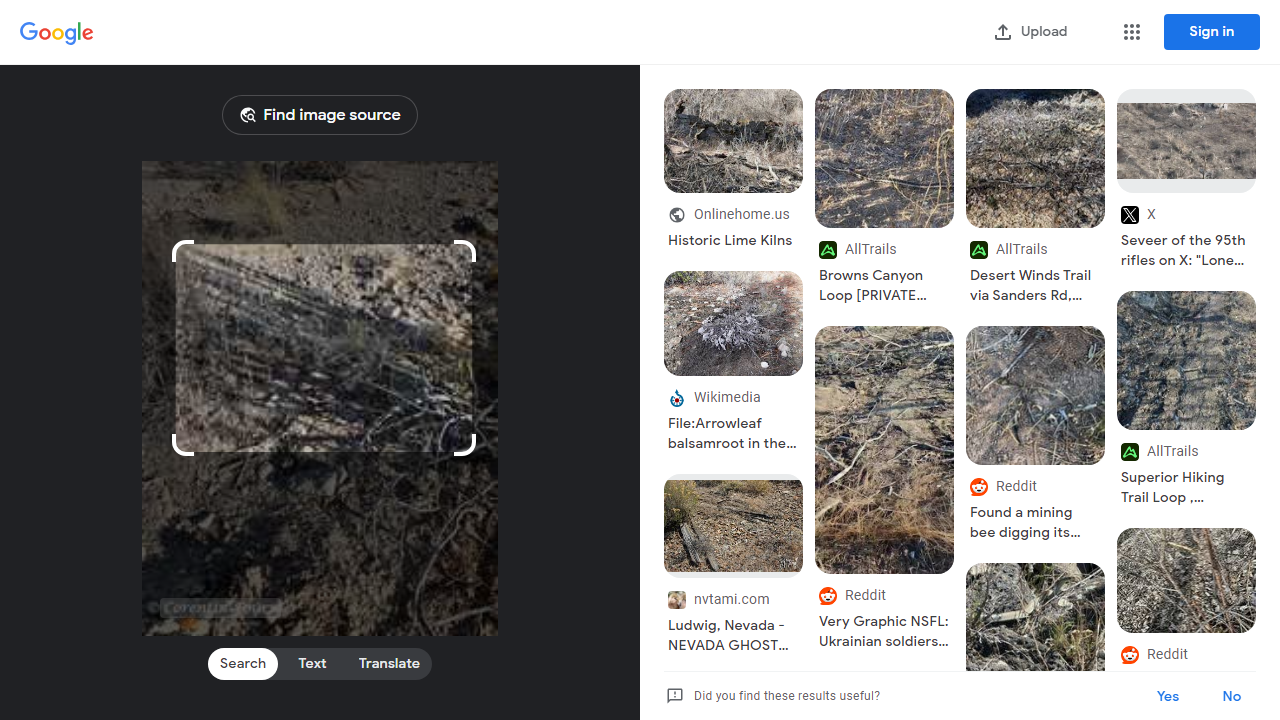 Google
Upload
Sign in
Find image source
Search
Text
Translate
Onlinehome.us
Historic Lime Kilns
Wikimedia
File:Arrowleaf
balsamroot in the...
nvtami.com
Ludwig, Nevada -
NEVADA GHOST...
AllTrails
Browns Canyon
Loop [PRIVATE...
Reddit
Very Graphic NSFL:
Ukrainian soldiers...
AllTrails
Desert Winds Trail
via Sanders Rd,...
Reddit
Found a mining
bee digging its...
X
Seveer of the 95th
rifles on X: "Lone...
AllTrails
Superior Hiking
Trail Loop ,...
Reddit
Did you find these results useful?
Yes
No